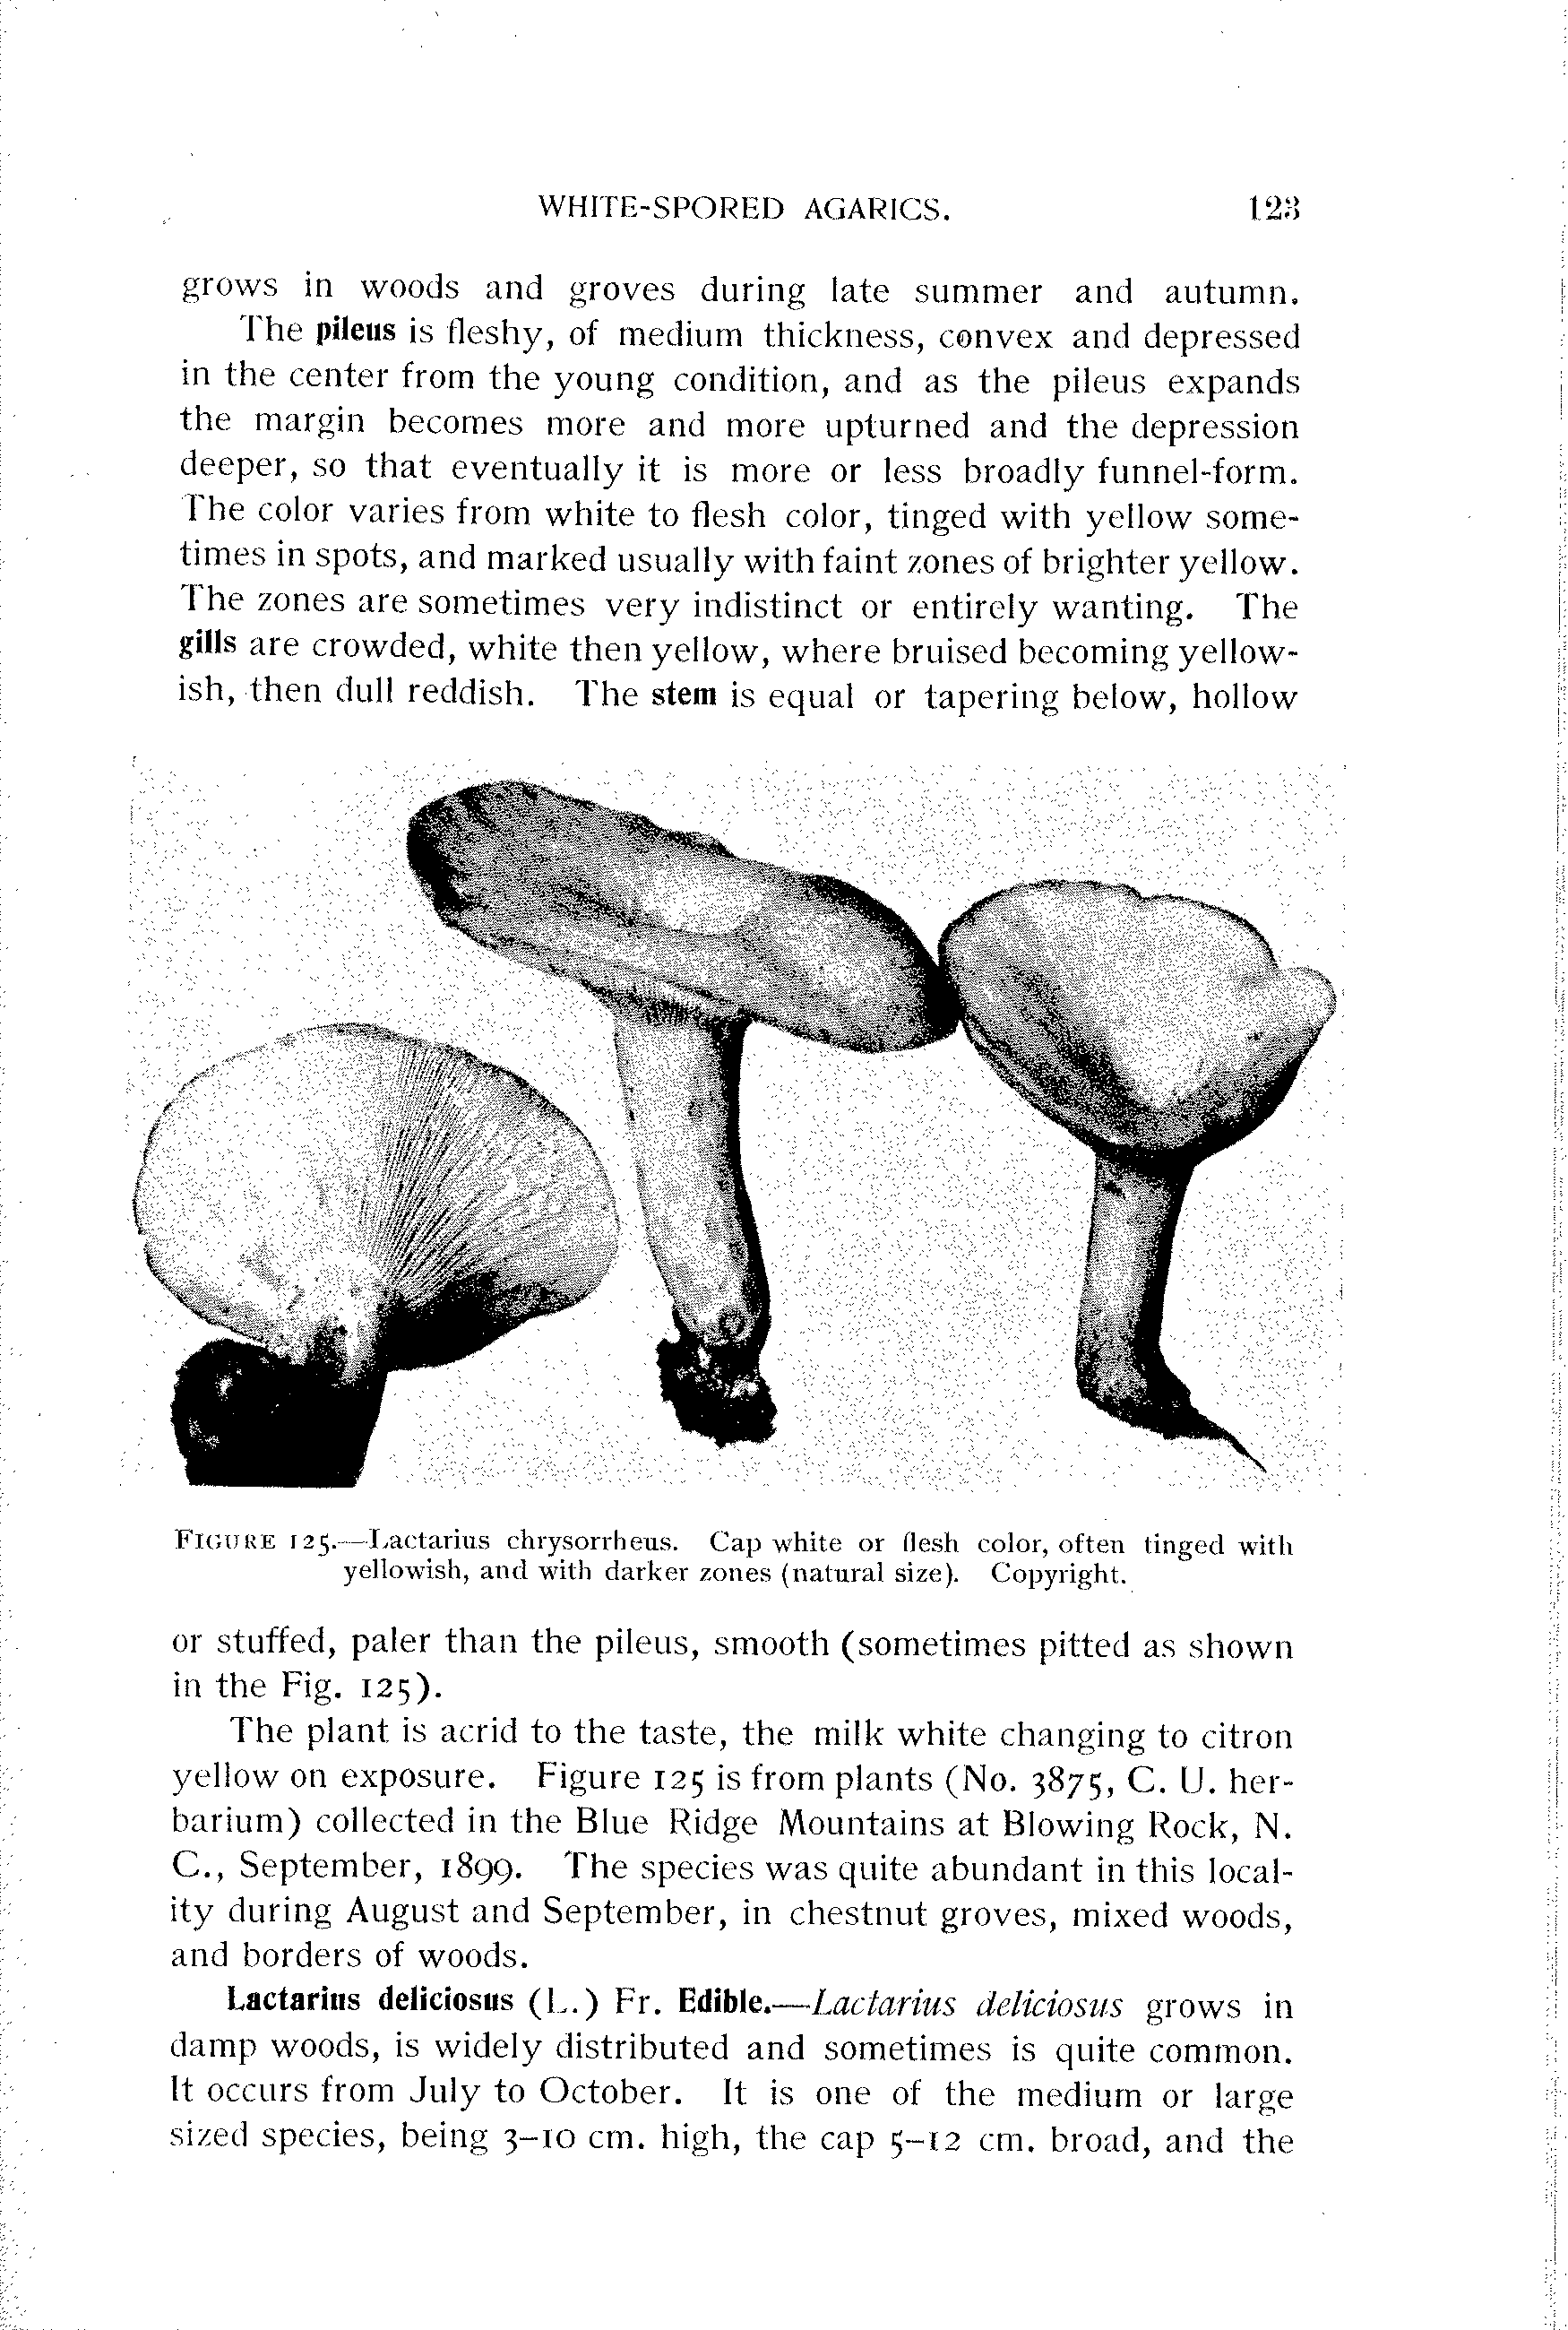 WHITE-SPORED AGARICS. 123
grows in woods and groves during late summer and autumn.
The pileus is fleshy, of medium thickness, convex and depressed
in the center from the young condition, and as the pileus expands
the margin becomes more and more upturned and the depression
deeper, so that eventually it is more or less broadly funnel-form.
The color varies from white to flesh color, tinged with yellow some-
times in spots, and marked usually with faint zones of brighter yellow.
The zones are sometimes very indistinct or entirely wanting. The
gills are crowded, white then yellow, where bruised becoming yellow-
ish, then dull reddish. The stem is equal or tapering below, hollow
FIGURE 125.—Lactarius chrysorrheus. Cap white or flesh color, often tinged with
yellowish, and with darker zones (natural size). Copyright.
or stuffed, paler than the pileus, smooth (sometimes pitted as shown
in the Fig. 125).
The plant is acrid to the taste, the milk white changing to citron
yellow on exposure. Figure 125 is from plants (No. 3875, C. U. her-
barium) collected in the Blue Ridge Mountains at Blowing Rock, N.
C., September, 1899. The species was quite abundant in this local-
ity during August and September, in chestnut groves, mixed woods,
and borders of woods.
Lactarius deliciosus (L.) Fr. Edible.—Lactarius deliciosus grows in
damp woods, is widely distributed and sometimes is quite common.
It occurs from July to October. It is one of the medium or large
sized species, being 3–10 cm. high, the cap 5–12 cm. broad, and the